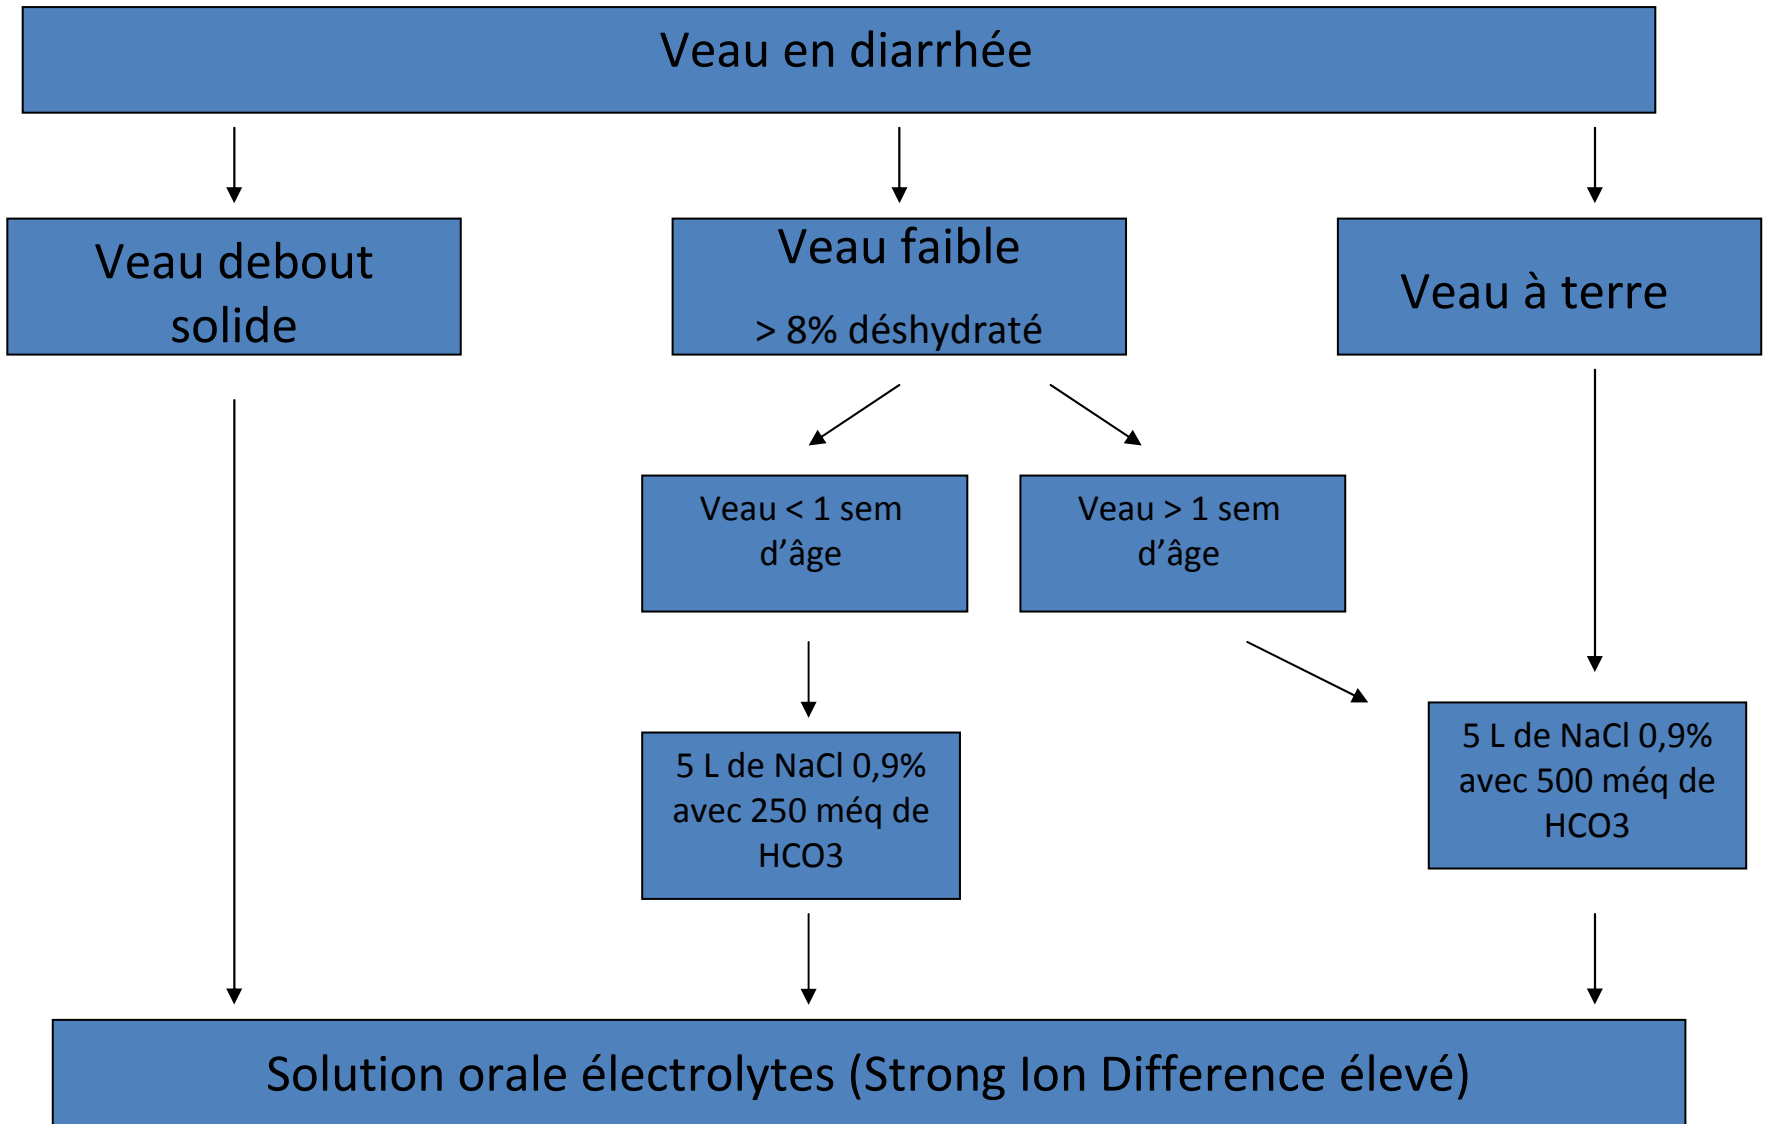 Veau en diarrhée
Veau debout
solide
Veau faible
> 8% déshydraté
Veau à terre
Veau < 1 sem
d’âge
Veau > 1 sem
d’âge
5 L de NaCl 0,9%
avec 250 méq de
HCO3
5 L de NaCl 0,9%
avec 500 méq de
HCO3
Solution orale électrolytes (Strong Ion Difference élevé)